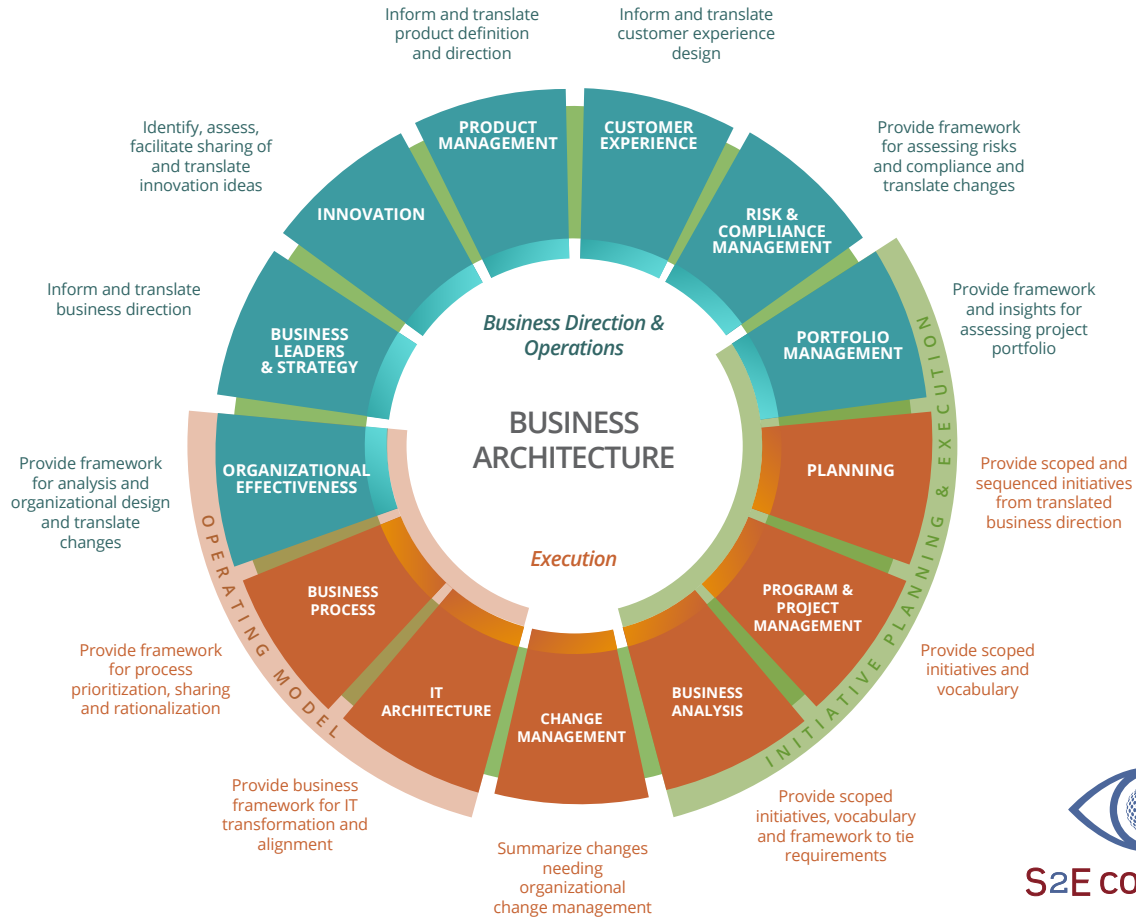 Inform and translate
product definition
and direction
Inform and translate
customer experience
design
Identify, assess,
facilitate sharing of
and translate
innovation ideas
Provide framework
for assessing risks
and compliance and
translate changes
PRODUCT
MANAGEMENT
CUSTOMER
EXPERIENCE
INNOVATION
RISK &
COMPLIANCE
MANAGEMENT
Inform and translate
business direction
Provide framework
and insights for
assessing project
portfolio
BUSINESS
LEADERS
& STRATEGY
Business Direction &
Operations
PORTFOLIO
MANAGEMENT
BUSINESS
ARCHITECTURE
Provide framework
for analysis and
organizational design
and translate
changes
ORGANIZATIONAL
EFFECTIVENESS
PLANNING
Provide scoped and
sequenced initiatives
from translated
business direction
INITIATIVE PLANNING & EXECUTION
OPERATING MODEL
Execution
BUSINESS
PROCESS
PROGRAM &
PROJECT
MANAGEMENT
Provide framework
for process
prioritization, sharing
and rationalization
Provide scoped
initiatives and
vocabulary
IT
ARCHITECTURE
CHANGE
MANAGEMENT
BUSINESS
ANALYSIS
Provide business
framework for IT
transformation and
alignment
Provide scoped
initiatives, vocabulary
and framework to tie
requirements
Summarize changes
needing
organizational
change management
S2E